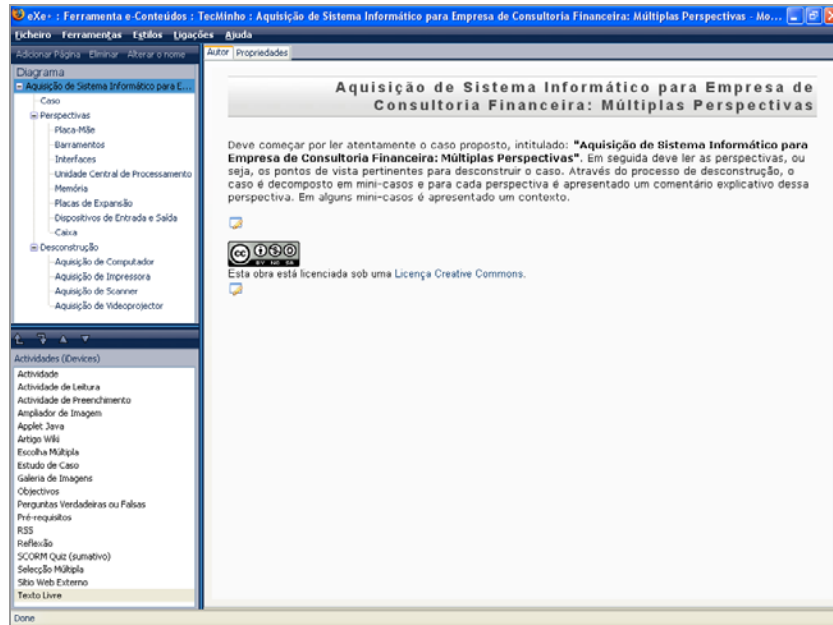 eXe : Ferramenta e-Conteúdos : TecMinho : Aquisição de Sistema Informático para Empresa de Consultoria Financeira: Múltiplas Perspectivas - Mo...
Ficheiro Ferramentas Estilos Ligações Ajuda
Adicionar Página Eliminar Alterar o nome
Diagrama
Aquisição de Sistema Informático para E...
Caso
Perspectivas
Placa-Mãe
Barramentos
Interfaces
Unidade Central de Processamento
Memória
Placas de Expansão
Dispositivos de Entrada e Saída
Caixa
Desconstrução
Aquisição de Computador
Aquisição de Impressora
Aquisição de Scanner
Aquisição de Videoprojector
Actividades (iDevices)
Actividade
Actividade de Leitura
Actividade de Preenchimento
Ampliador de Imagem
Applet Java
Artigo Wiki
Escolha Múltipla
Estudo de Caso
Galeria de Imagens
Objectivos
Perguntas Verdadeiras ou Falsas
Pré-requisitos
RSS
Reflexão
SCORM Quiz (sumativo)
Selecção Múltipla
Sítio Web Externo
Texto Livre
Autor Propriedades
Aquisição de Sistema Informático para Empresa de
Consultoria Financeira: Múltiplas Perspectivas
Deve começar por ler atentamente o caso proposto, intitulado: "Aquisição de Sistema Informático para
Empresa de Consultoria Financeira: Múltiplas Perspectivas". Em seguida deve ler as perspectivas, ou
seja, os pontos de vista pertinentes para desconstruir o caso. Através do processo de desconstrução, o
caso é decomposto em mini-casos e para cada perspectiva é apresentado um comentário explicativo dessa
perspectiva. Em alguns mini-casos é apresentado um contexto.
cc
BY NC SA
Esta obra está licenciada sob uma Licença Creative Commons.
Done